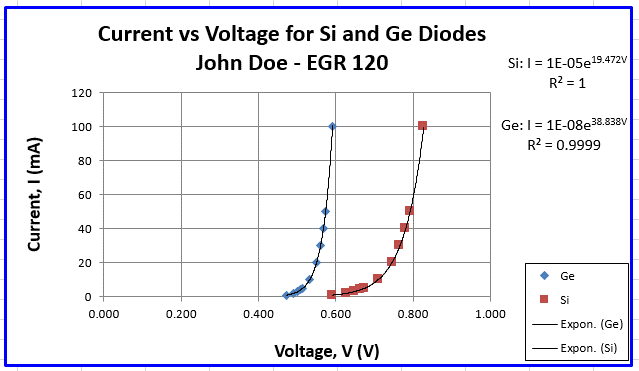 Current vs Voltage for Si and Ge Diodes
John Doe - EGR 120
Si: I = 1E-05e^19.472V
R² = 1
Ge: I = 1E-08e^38.838V
R² = 0.9999
Current, I (mA)
120
100
80
60
40
20
0
0.000 0.200 0.400 0.600 0.800 1.000
Voltage, V (V)
Ge
Si
Expon. (Ge)
Expon. (Si)